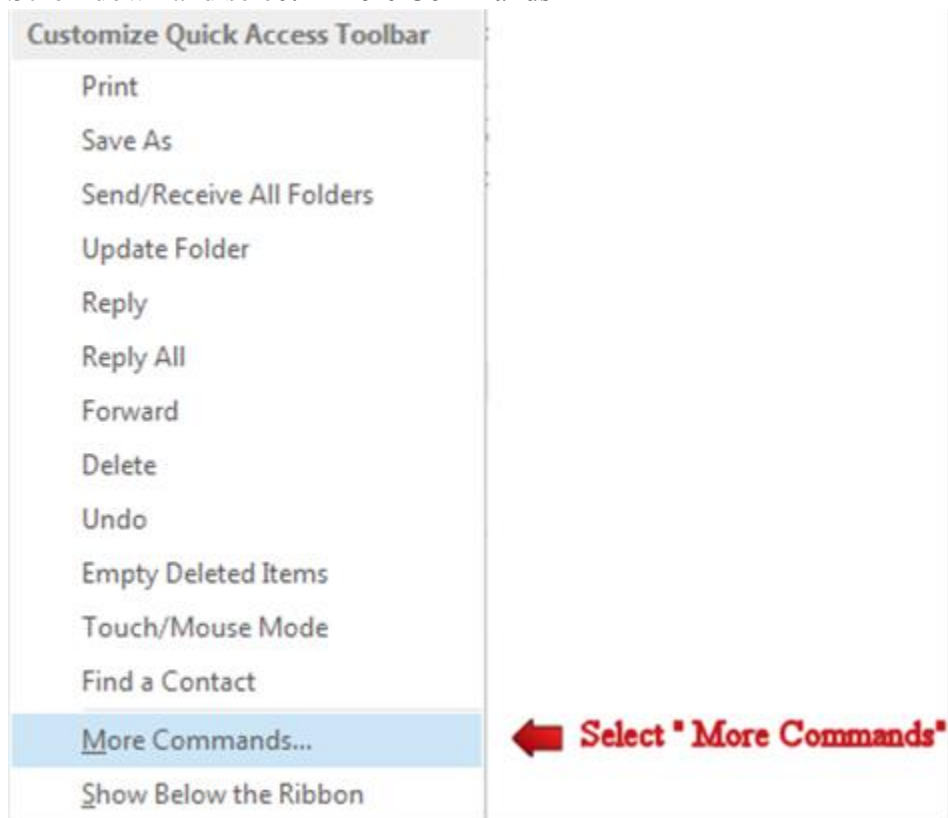 Customize Quick Access Toolbar
Print
Save As
Send/Receive All Folders
Update Folder
Reply
Reply All
Forward
Delete
Undo
Empty Deleted Items
Touch/Mouse Mode
Find a Contact
More Commands...
Select "More Commands"
Show Below the Ribbon